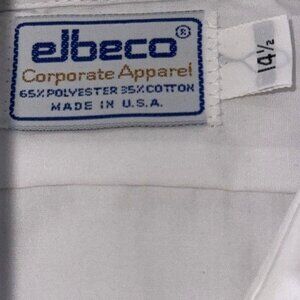 elbeco®
Corporate Apparel
65% POLYESTER 35% COTTON
MADE IN U.S.A.
14½